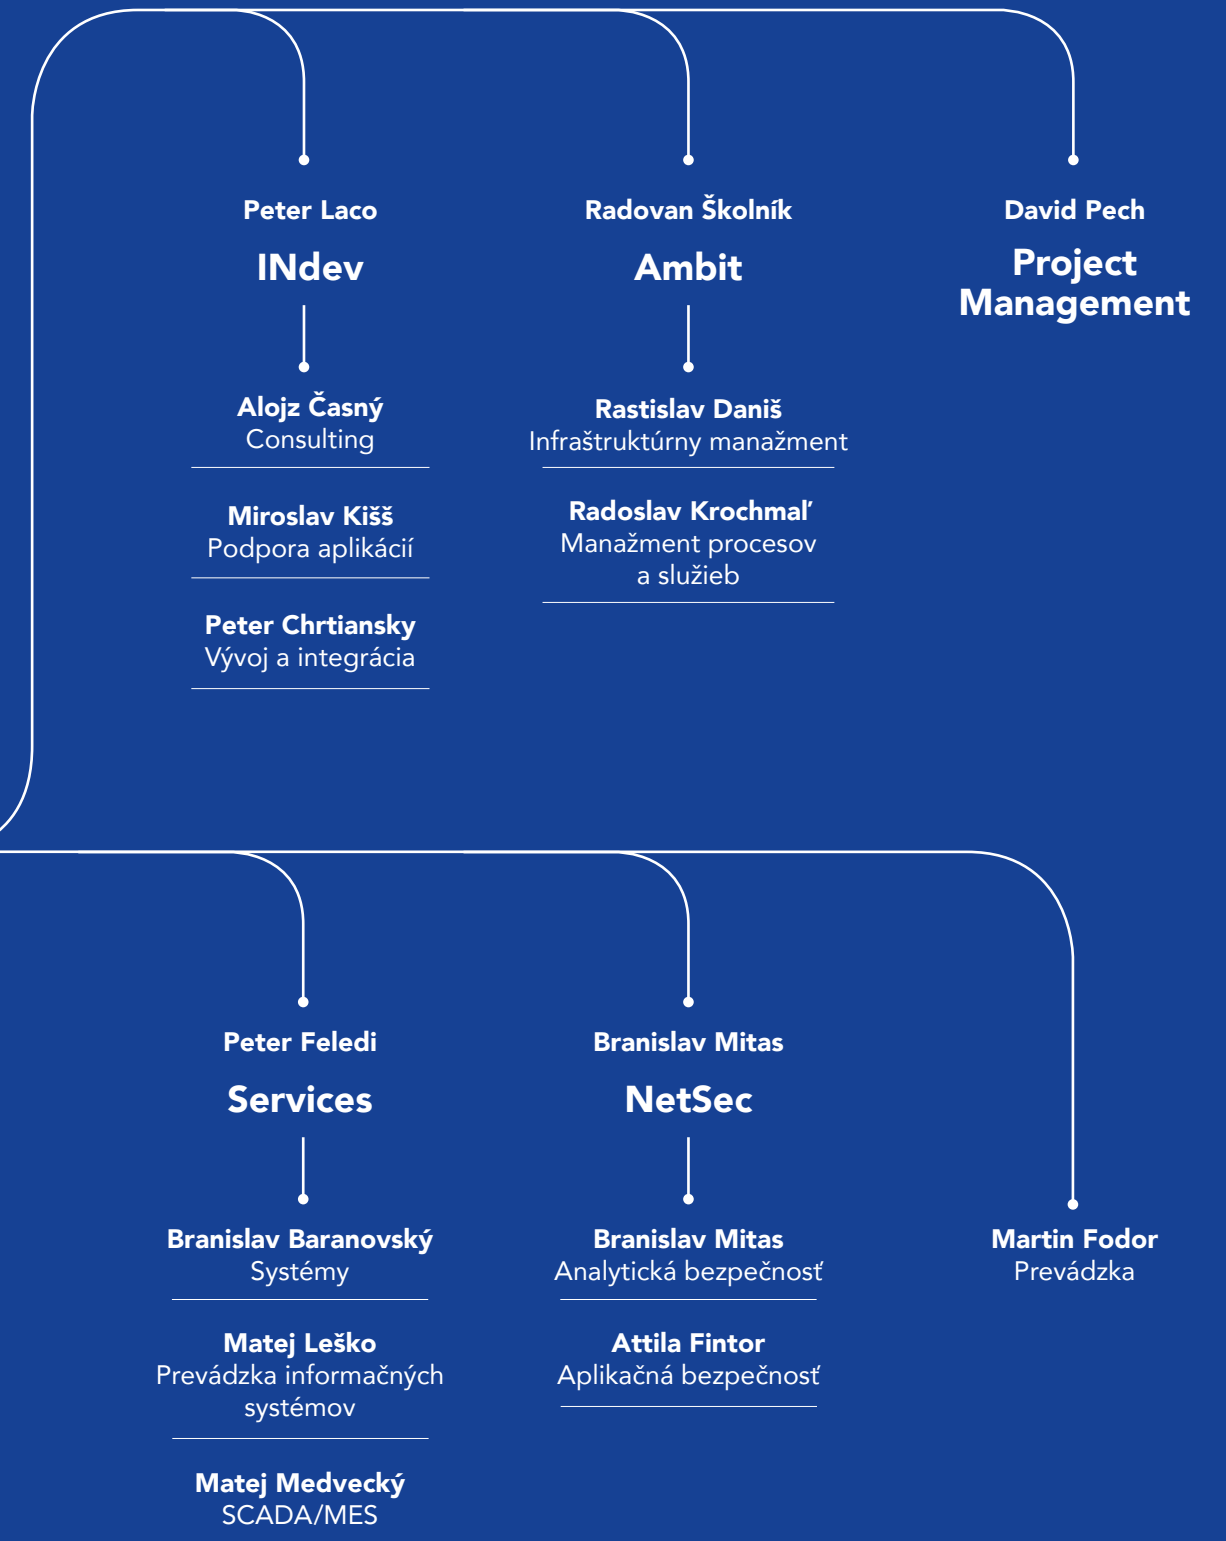 Peter Laco
INdev
Alojz Časný
Consulting
Miroslav Kišš
Podpora aplikácií
Peter Chrtiansky
Vývoj a integrácia
Radovan Školník
Ambit
Rastislav Daniš
Infraštruktúrny manažment
Radoslav Krochmaľ
Manažment procesov
a služieb
David Pech
Project
Management
Peter Feledi
Services
Branislav Baranovský
Systémy
Matej Leško
Prevádzka informačných
systémov
Matej Medvecký
SCADA/MES
Branislav Mitas
NetSec
Branislav Mitas
Analytická bezpečnosť
Attila Fintor
Aplikačná bezpečnosť
Martin Fodor
Prevádzka